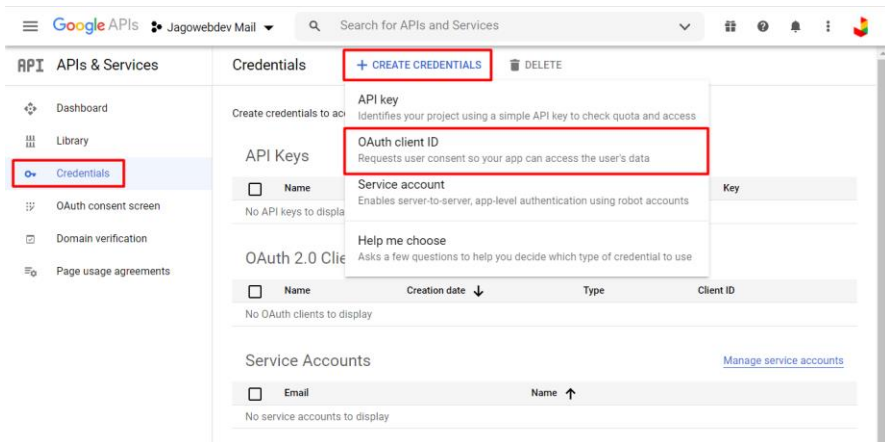 Google APIs
Jagowebdev Mail
Search for APIs and Services
API APIs & Services
Credentials
+ CREATE CREDENTIALS
DELETE
Dashboard
Library
Credentials
OAuth consent screen
Domain verification
Page usage agreements
Create credentials to ac
API key
Identifies your project using a simple API key to check quota and access
OAuth client ID
Requests user consent so your app can access the user's data
Service account
Enables server-to-server, app-level authentication using robot accounts
Help me choose
Asks a few questions to help you decide which type of credential to use
API Keys
Name
Key
No API keys to displa
OAuth 2.0 Clie
Name
Creation date
Type
Client ID
No OAuth clients to display
Service Accounts
Manage service accounts
Email
Name
No service accounts to display